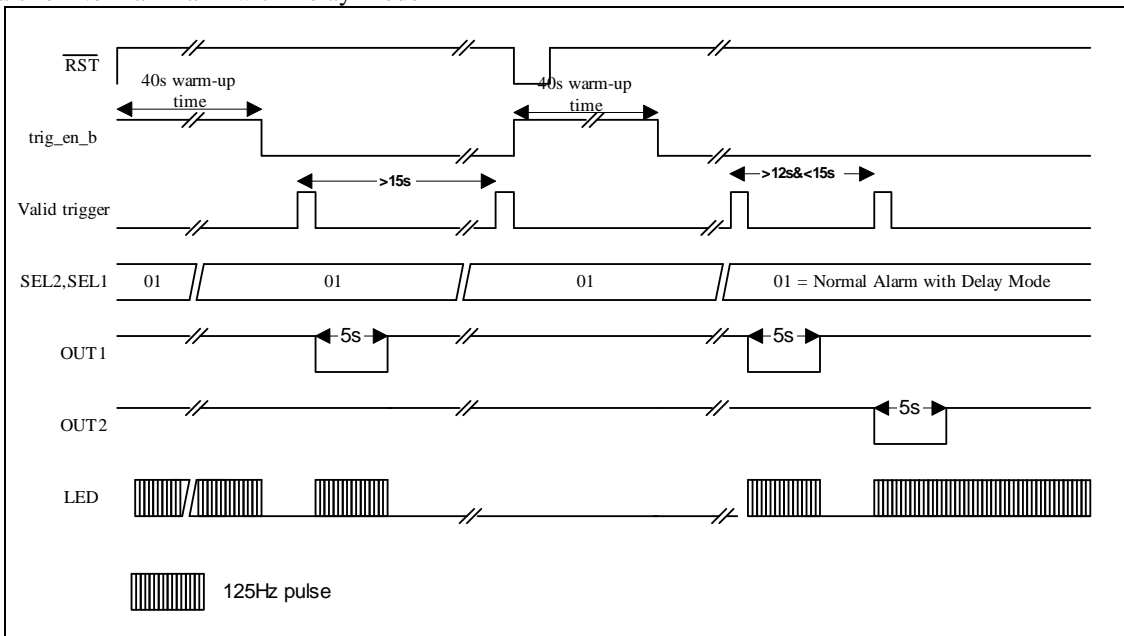 RST
40s warm-up
time
40s warm-up
time
trig_en_b
>15s
>12s&<15s
Valid trigger
SEL2,SEL1
01
01
01
01 = Normal Alarm with Delay Mode
5s
5s
OUT1
5s
OUT2
LED
125Hz pulse